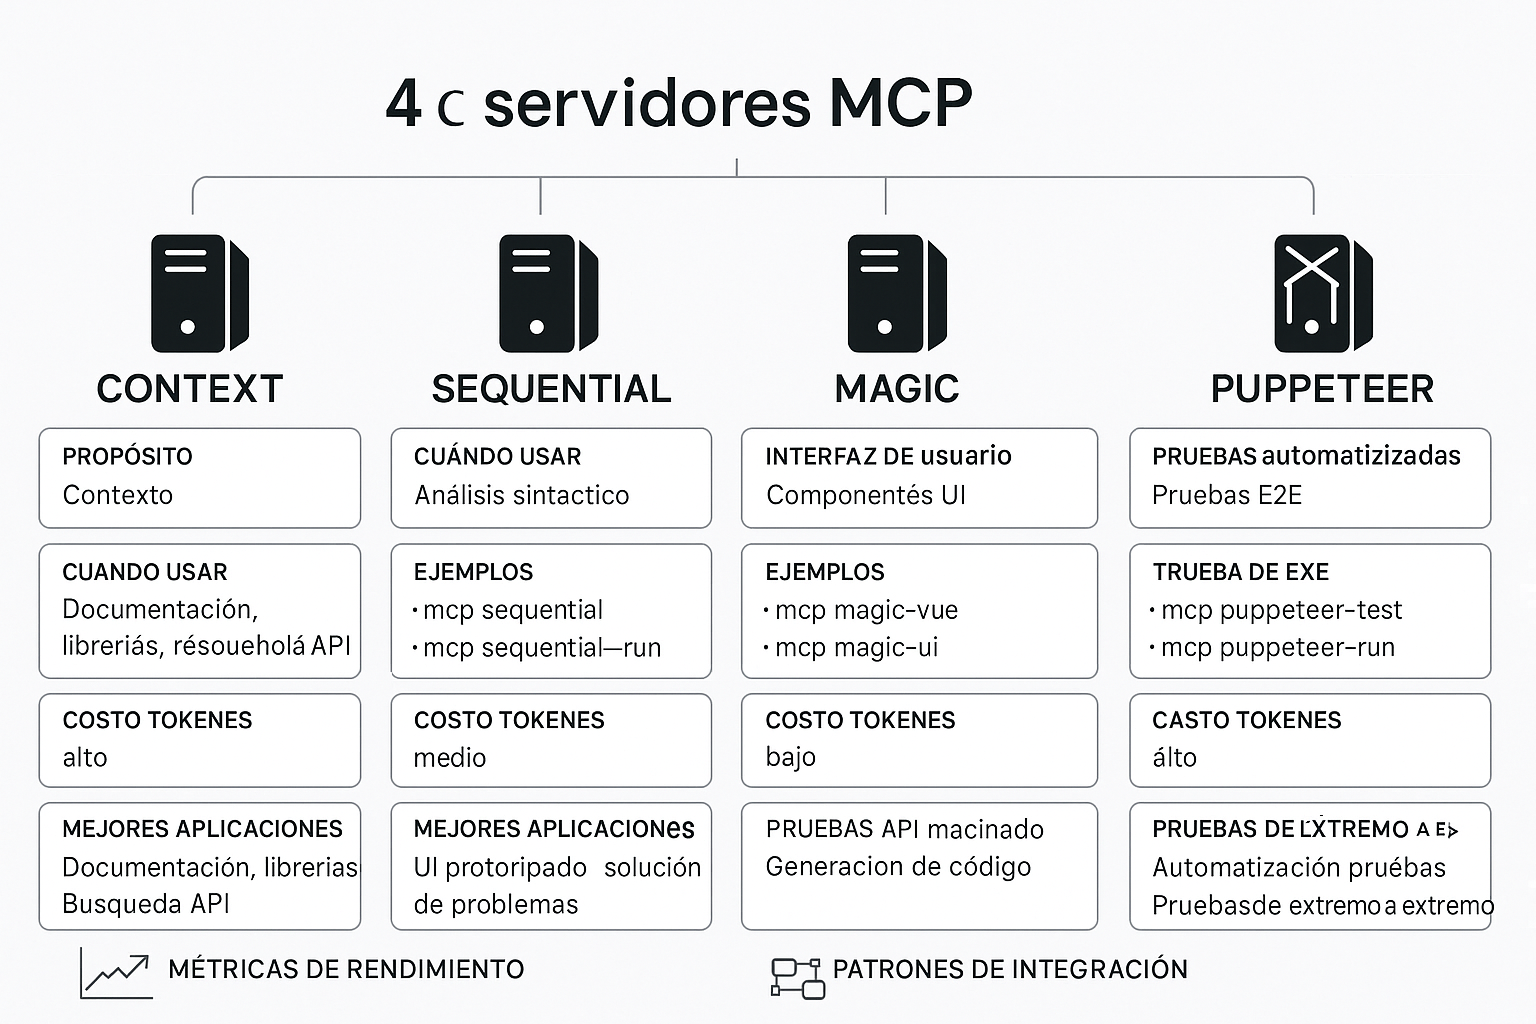 4 c servidores MCP
CONTEXT
PROPÓSITO
Contexto
CUANDO USAR
Documentación,
libreriás, résoueholá API
COSTO TOKENES
alto
MEJORES APLICACIONES
Documentación, librerias
Busqueda API
SEQUENTIAL
CUÁNDO USAR
Análisis sintactico
EJEMPLOS
• mcp sequential
• mcp sequential—run
COSTO TOKENES
medio
MEJORES APLICACIONes
UI protoripado solución
de problemas
MAGIC
INTERFAZ DE usuario
Componentés UI
EJEMPLOS
• mcp magic-vue
• mcp magic-ui
COSTO TOKENES
bajo
PRUEBAS API macinado
Generacion de código
PUPPETEER
PRUEBAS automatizizadas
Pruebas E2E
TRUEBA DE EXE
• mcp puppeteer-test
• mcp puppeteer-run
CASTO TOKENES
álto
PRUEBAS DE LXTREMO A
Automatización pruébas
Pruebasde extremo a extremo
MÉTRICAS DE RENDIMIENTO
PATRONES DE INTEGRACIÓN